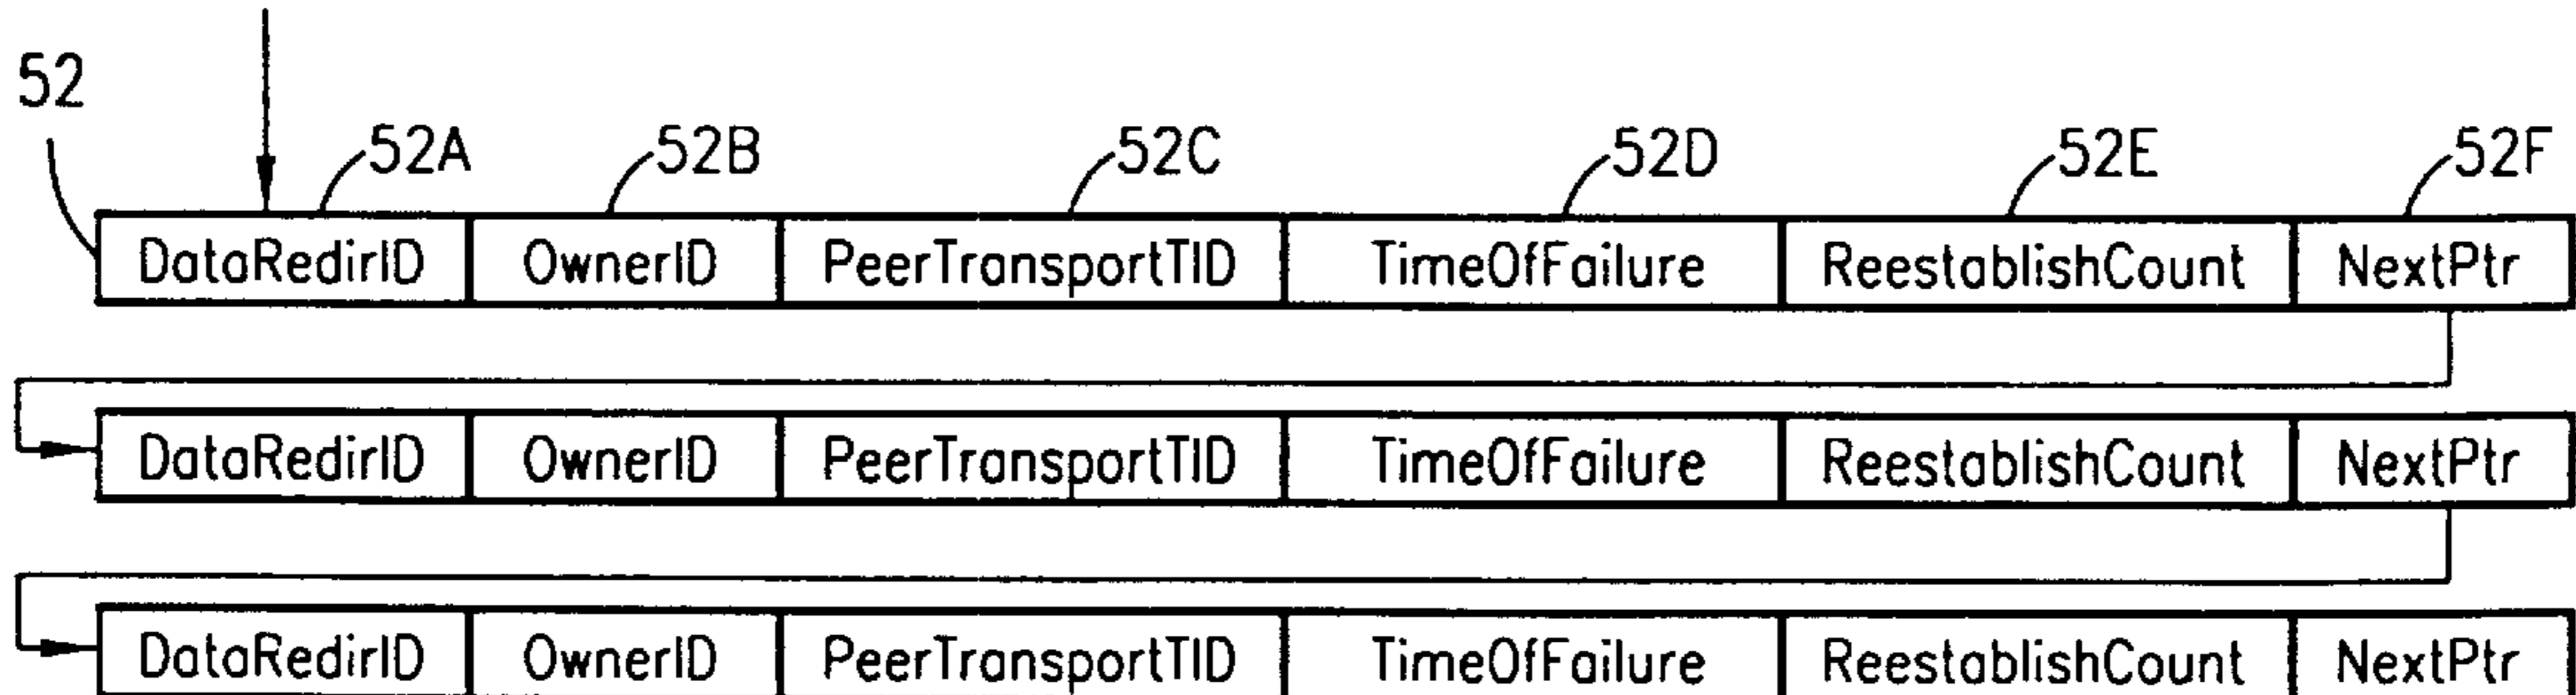 52
52A 52B 52C 52D 52E 52F
DataRedirID OwnerID PeerTransportTID TimeOfFailure ReestablishCount NextPtr
DataRedirID OwnerID PeerTransportTID TimeOfFailure ReestablishCount NextPtr
DataRedirID OwnerID PeerTransportTID TimeOfFailure ReestablishCount NextPtr